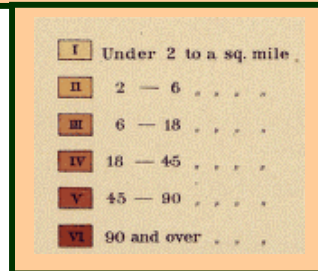 I Under 2 to a sq. mile.
II 2 — 6 „ „ „ „
III 6 — 18 „ „ „ „
IV 18 — 45 „ „ „ „
V 45 — 90 „ „ „ „
VI 90 and over „ „ „